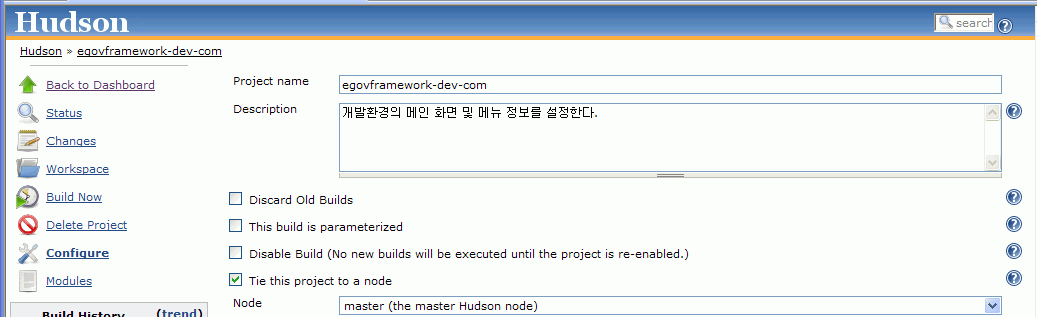 Hudson
search
Hudson » egovframework-dev-com
Back to Dashboard
Status
Changes
Workspace
Build Now
Delete Project
Configure
Modules
Build History (trend)
Project name egovframework-dev-com
Description 개발환경의 메인 화면 및 메뉴 정보를 설정한다.
Discard Old Builds
This build is parameterized
Disable Build (No new builds will be executed until the project is re-enabled.)
Tie this project to a node
Node master (the master Hudson node)